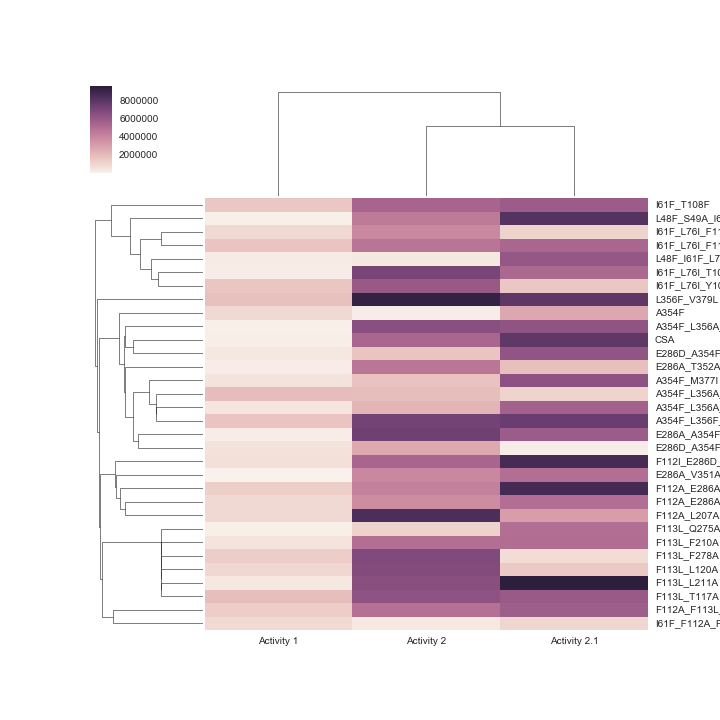 8000000
6000000
4000000
2000000
I61F_T108F
L48F_S49A_I6
I61F_L76I_F11
I61F_L76I_F11
L48F_I61F_L7
I61F_L76I_T10
I61F_L76I_Y10
L356F_V379L
A354F
A354F_L356A_
CSA
E286D_A354F
E286A_T352A
A354F_M377I
A354F_L356A_
A354F_L356A_
A354F_L356F_
E286A_A354F
E286D_A354F
F112I_E286D_
E286A_V351A
F112A_E286A
F112A_E286A
F112A_L207A
F113L_Q275A
F113L_F210A
F113L_F278A
F113L_L120A
F113L_L211A
F113L_T117A
F112A_F113L_
I61F_F112A_F
Activity 1
Activity 2
Activity 2.1